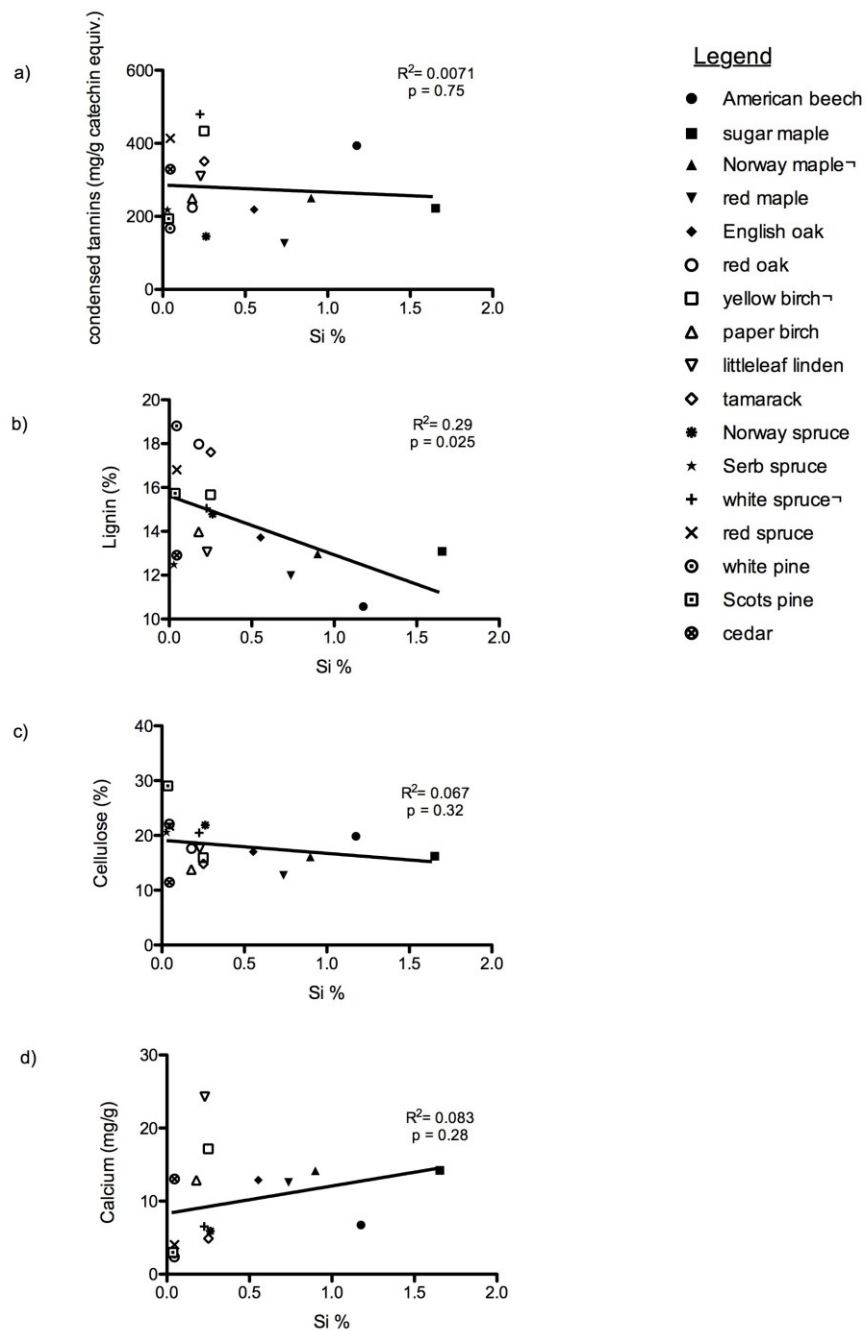 a)
condensed tannins (mg/g catechin equiv.)
600
400
200
0
R²= 0.0071
p = 0.75
0.0 0.5 1.0 1.5 2.0
Si %
b)
Lignin (%)
20
18
16
14
12
10
R²= 0.29
p = 0.025
0.0 0.5 1.0 1.5 2.0
Si %
c)
Cellulose (%)
40
30
20
10
0
R²= 0.067
p = 0.32
0.0 0.5 1.0 1.5 2.0
Si %
d)
Calcium (mg/g)
30
20
10
0
R²= 0.083
p = 0.28
0.0 0.5 1.0 1.5 2.0
Si %
Legend
American beech
sugar maple
Norway maple¬
red maple
English oak
red oak
yellow birch¬
paper birch
littleleaf linden
tamarack
Norway spruce
Serb spruce
white spruce¬
red spruce
white pine
Scots pine
cedar